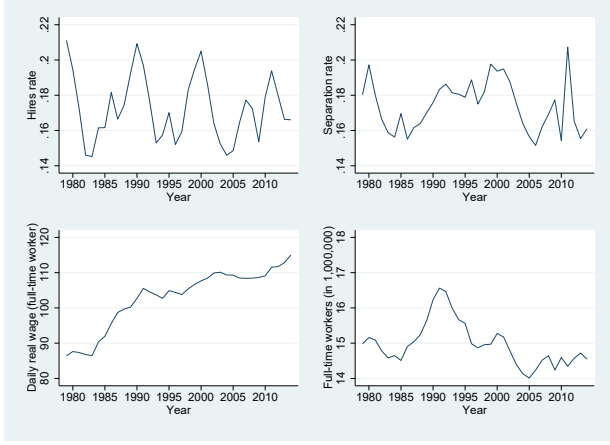 Hires rate
.14 .16 .18 .2 .22
1980 1985 1990 1995 2000 2005 2010
Year
Separation rate
.14 .16 .18 .2 .22
1980 1985 1990 1995 2000 2005 2010
Year
Daily real wage (full-time worker)
80 90 100 110 120
1980 1985 1990 1995 2000 2005 2010
Year
Full-time workers (in 1,000,000)
14 15 16 17 18
1980 1985 1990 1995 2000 2005 2010
Year